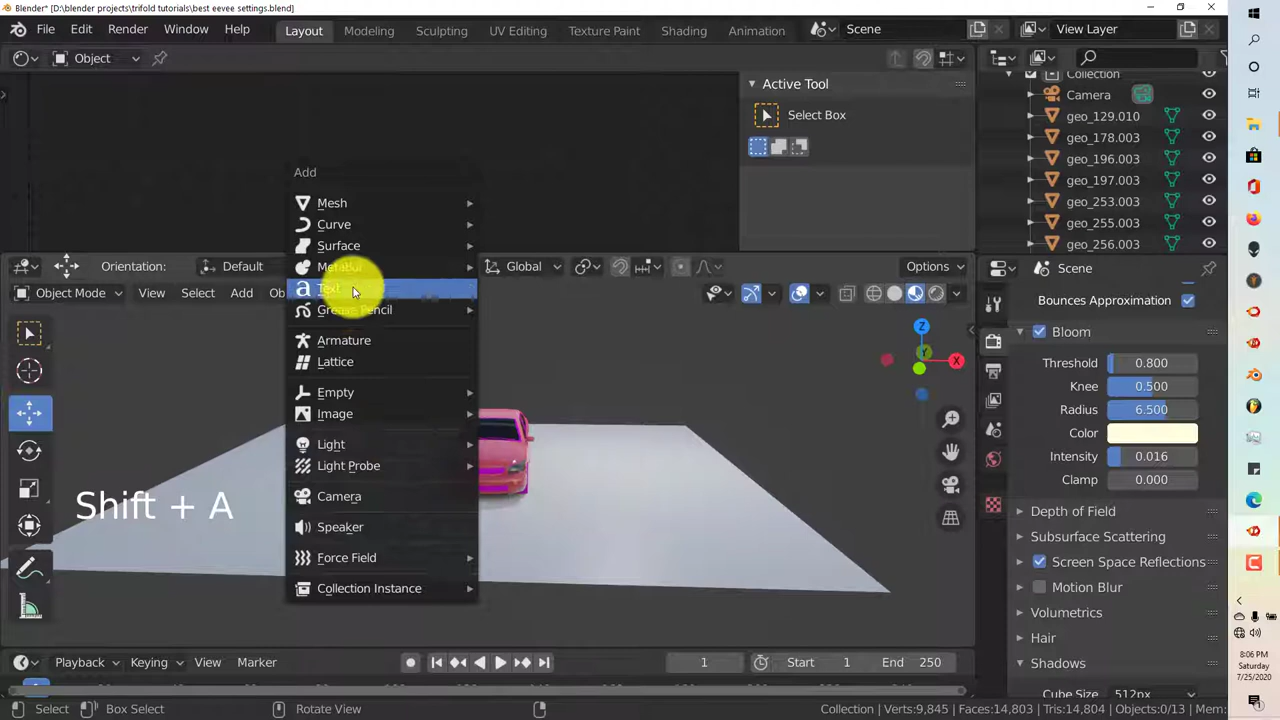 Blender* [D:\blender projects\trifold tutorials\best eevee settings.blend]
File Edit Render Window Help Layout Modeling Sculpting UV Editing Texture Paint Shading Animation Scene View Layer
Object
Active Tool
Select Box
Collection
Camera
geo_129.010
geo_178.003
geo_196.003
geo_197.003
geo_253.003
geo_255.003
geo_256.003
Add
Mesh
Curve
Surface
Metaball
Text
Grease Pencil
Armature
Lattice
Empty
Image
Light
Light Probe
Camera
Speaker
Force Field
Collection Instance
Orientation: Default Global Options
Object Mode View Select Add
X
Y
Z
Shift + A
Scene
Bounces Approximation
Bloom
Threshold 0.800
Knee 0.500
Radius 6.500
Color
Intensity 0.016
Clamp 0.000
Depth of Field
Subsurface Scattering
Screen Space Reflections
Motion Blur
Volumetrics
Hair
Shadows
Cube Size 512px
Playback Keying View Marker 1 Start 1 End 250
Select Box Select Rotate View Collection | Verts:9,845 | Faces:14,803 | Tris:14,804 | Objects:0/13 | Mem:
8:06 PM
Saturday
7/25/2020